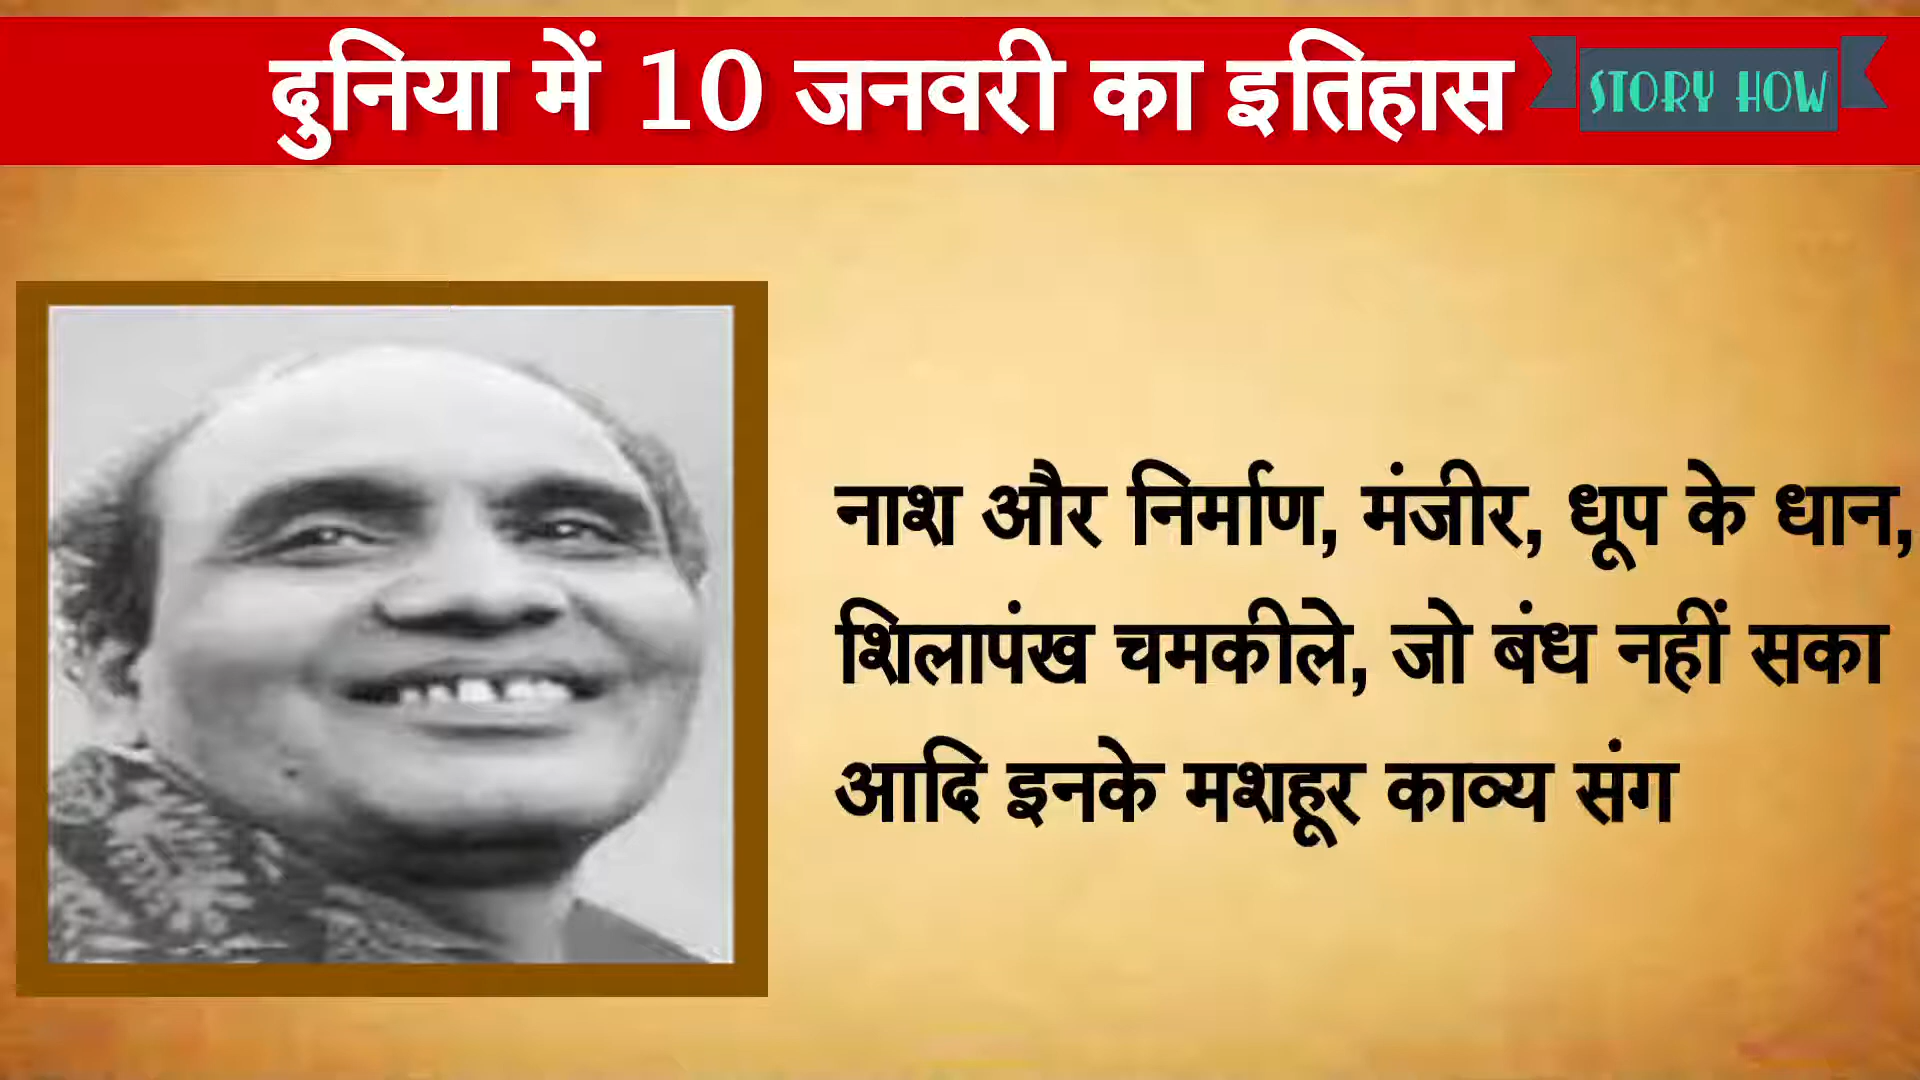 दुनिया में 10 जनवरी का इतिहास
STORY HOW
नाश और निर्माण, मंजीर, धूप के धान,
शिलापंख चमकीले, जो बंध नहीं सका
आदि इनके मशहूर काव्य संग